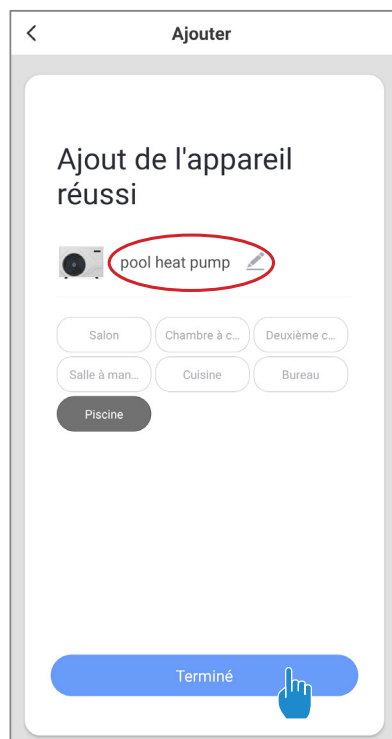 Ajouter
Ajout de l'appareil
réussi
pool heat pump
Salon
Chambre à c...
Deuxième c...
Salle à man...
Cuisine
Bureau
Piscine
Terminé